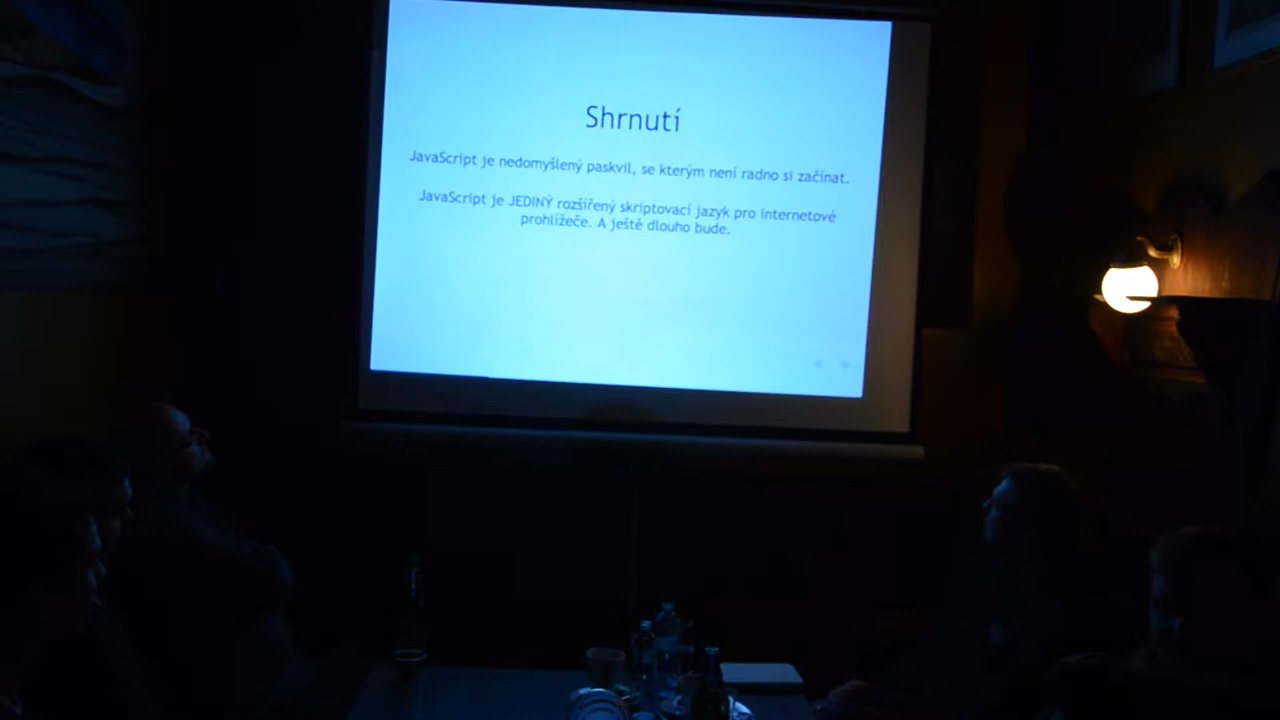 Shrnutí
JavaScript je nedomyšlený paskvil, se kterým není radno si začínat.
JavaScript je JEDINÝ rozšířený skriptovací jazyk pro internetové
prohlížeče. A ještě dlouho bude.